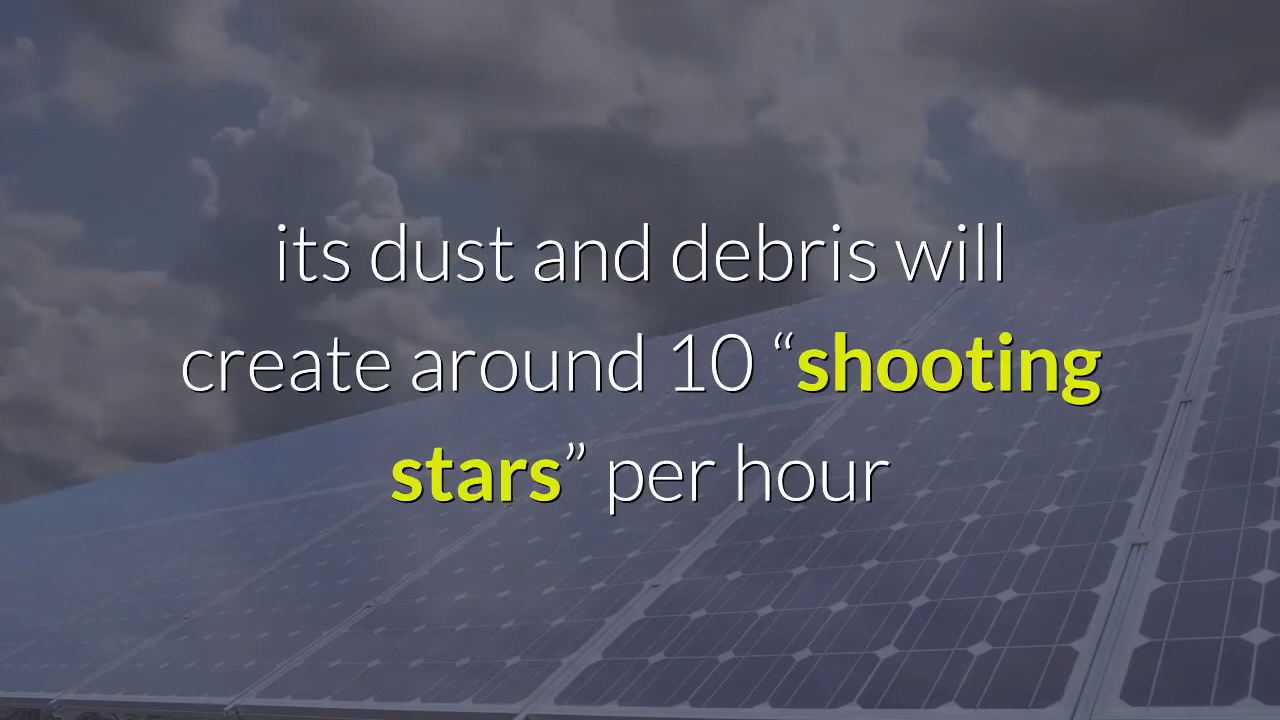 its dust and debris will
create around 10 “shooting
stars” per hour